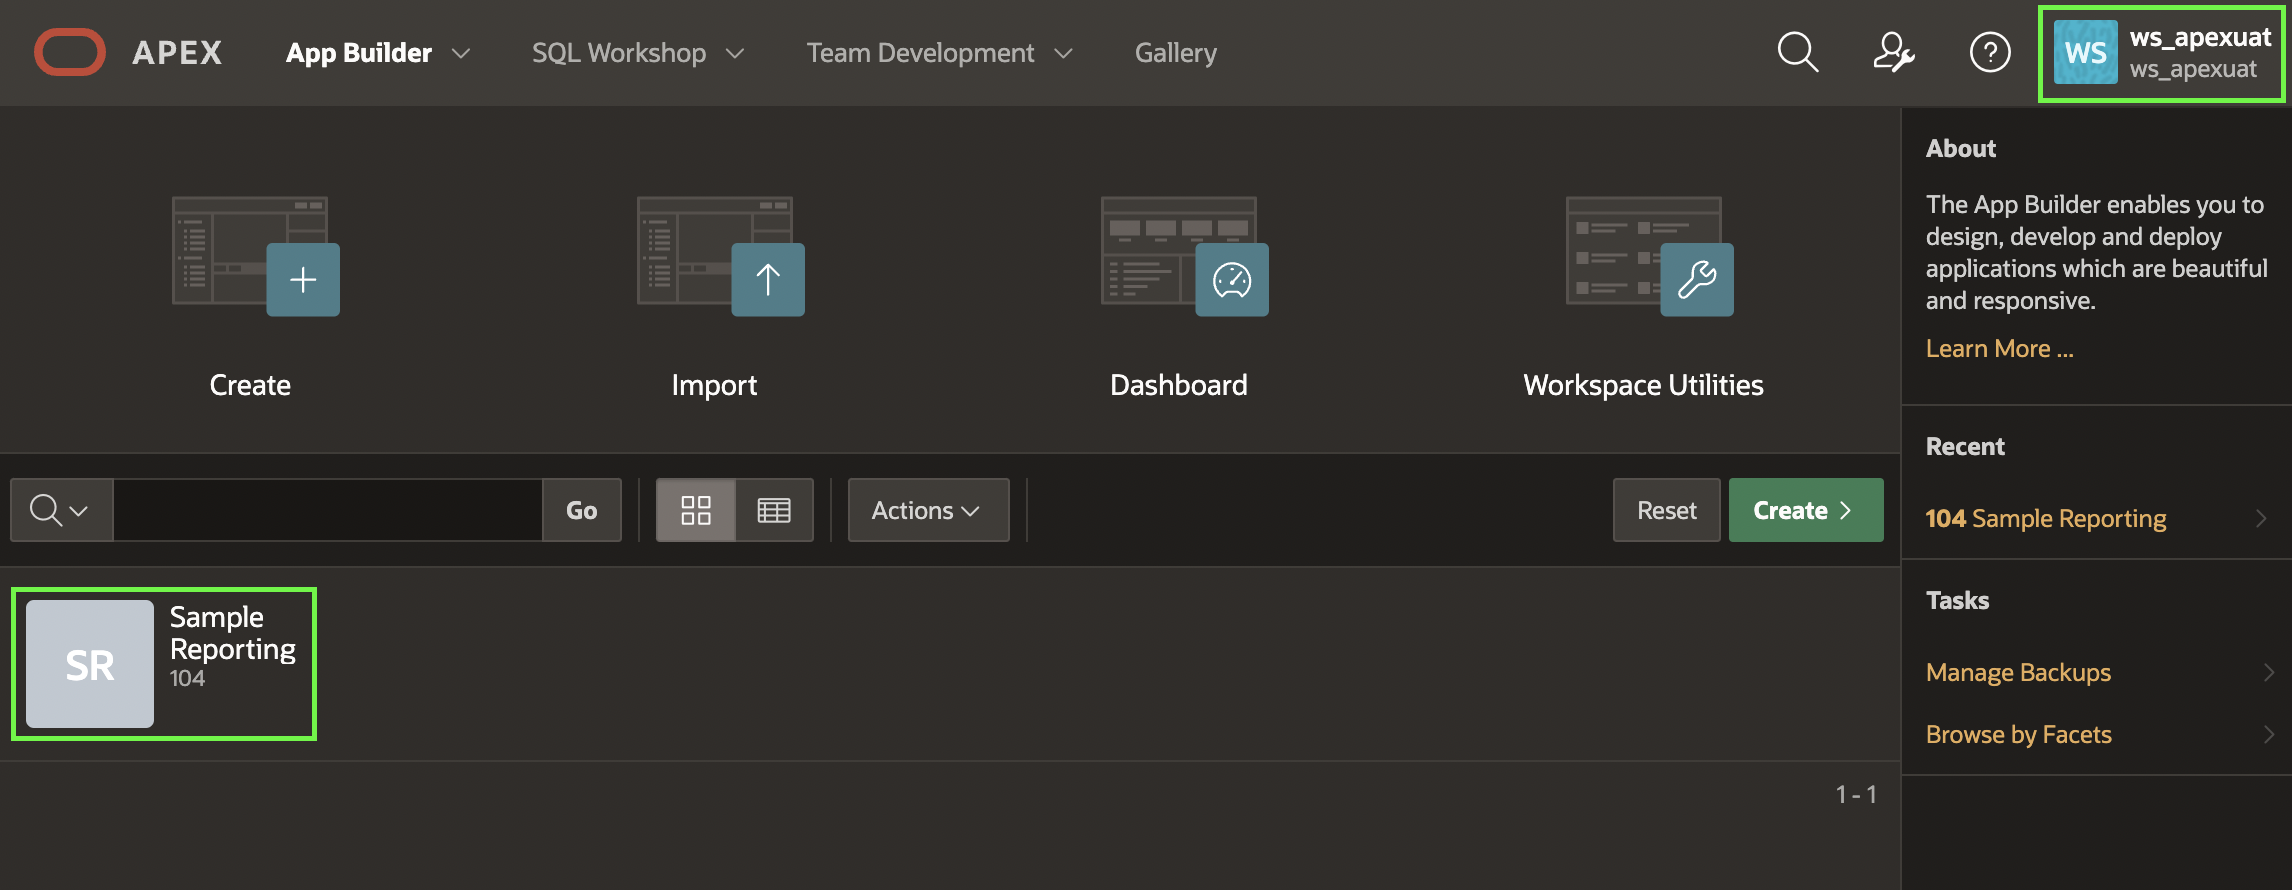 APEX
App Builder
SQL Workshop
Team Development
Gallery
?
WS
ws_apexuat
ws_apexuat
Create
Import
Dashboard
Workspace Utilities
Go
Actions
Reset
Create
SR
Sample
Reporting
104
1 - 1
About
The App Builder enables you to
design, develop and deploy
applications which are beautiful
and responsive.
Learn More ...
Recent
104 Sample Reporting
Tasks
Manage Backups
Browse by Facets